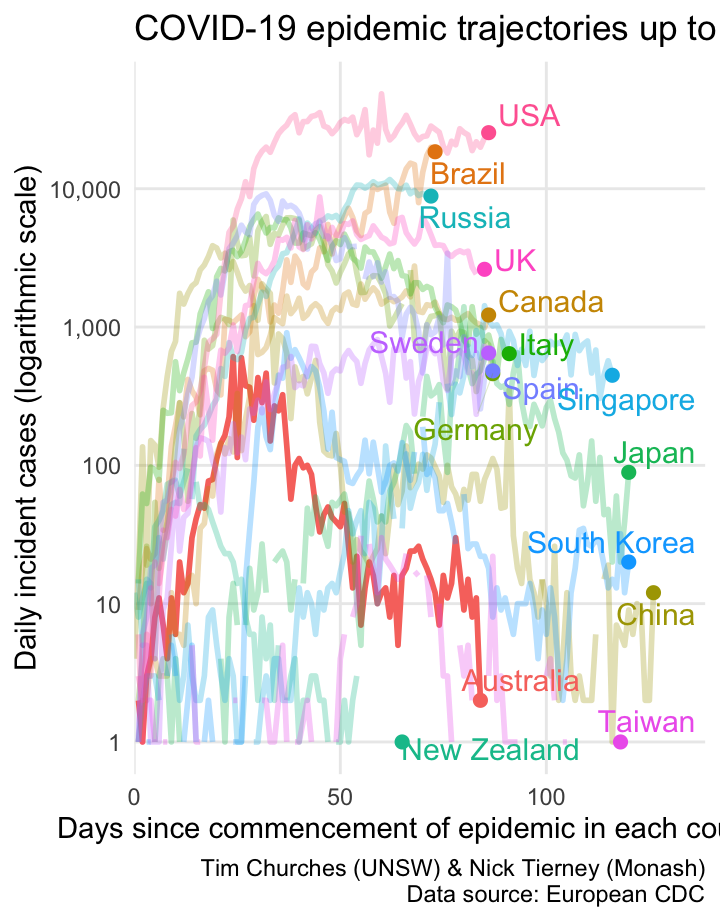 COVID-19 epidemic trajectories up to
Daily incident cases (logarithmic scale)
10,000
1,000
100
10
1
USA
Brazil
Russia
UK
Canada
Sweden
Italy
Spain
Singapore
Germany
Japan
South Korea
China
Australia
Taiwan
New Zealand
0
50
100
Days since commencement of epidemic in each cou
Tim Churches (UNSW) & Nick Tierney (Monash)
Data source: European CDC